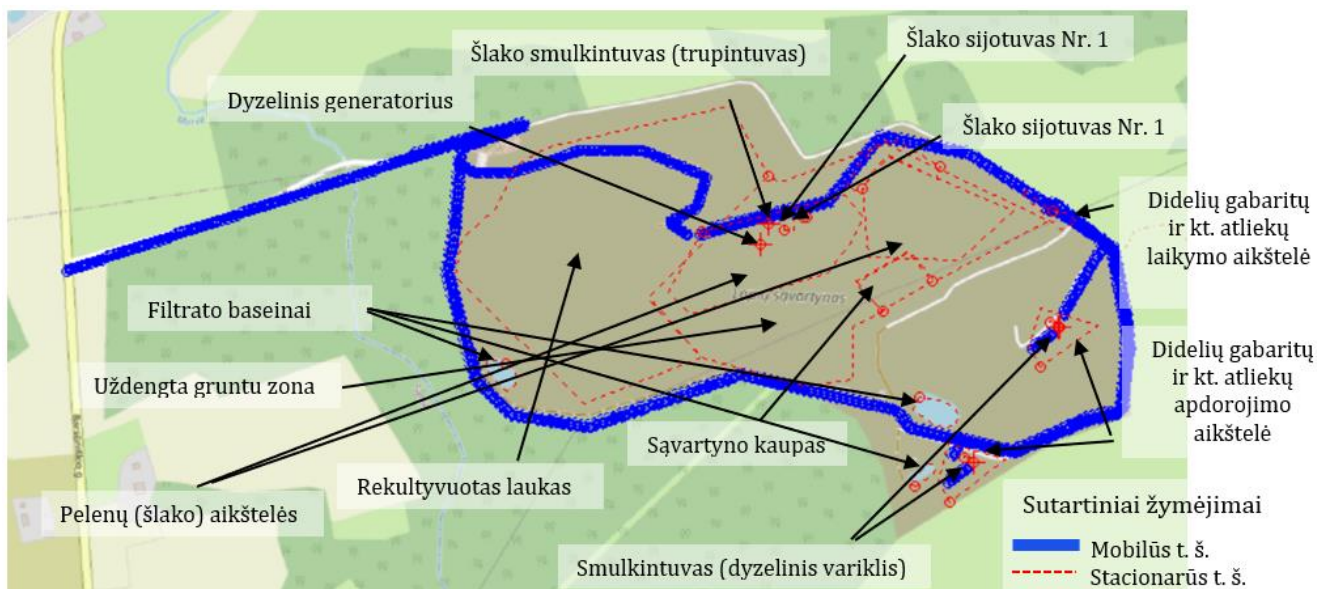 Šlako sijotuvas Nr. 1
Šlako smulkintuvas (trupintuvas)
Dyzelinis generatorius
Šlako sijotuvas Nr. 1
Didelių gabaritų
ir kt. atliekų
laikymo aikštelė
Lapių sąvartynas
Filtrato baseinai
Didelių gabaritų
ir kt. atliekų
apdorojimo
aikštelė
Uždengta gruntu zona
Sąvartyno kaupas
Rekultyvuotas laukas
Pelenų (šlako) aikštelės
Smulkintuvas (dyzelinis variklis)
Sutartiniai žymėjimai
Mobilūs t. š.
Stacionarūs t. š.